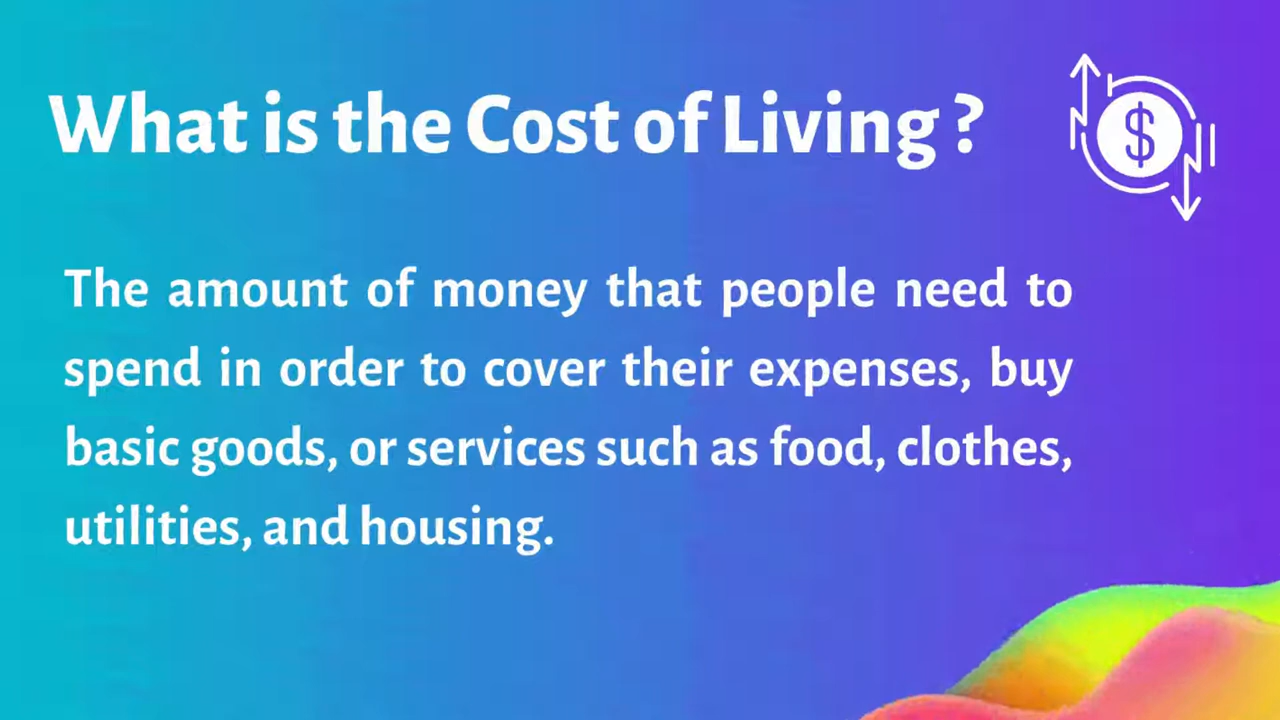 What is the Cost of Living ?
$
The amount of money that people need to
spend in order to cover their expenses, buy
basic goods, or services such as food, clothes,
utilities, and housing.